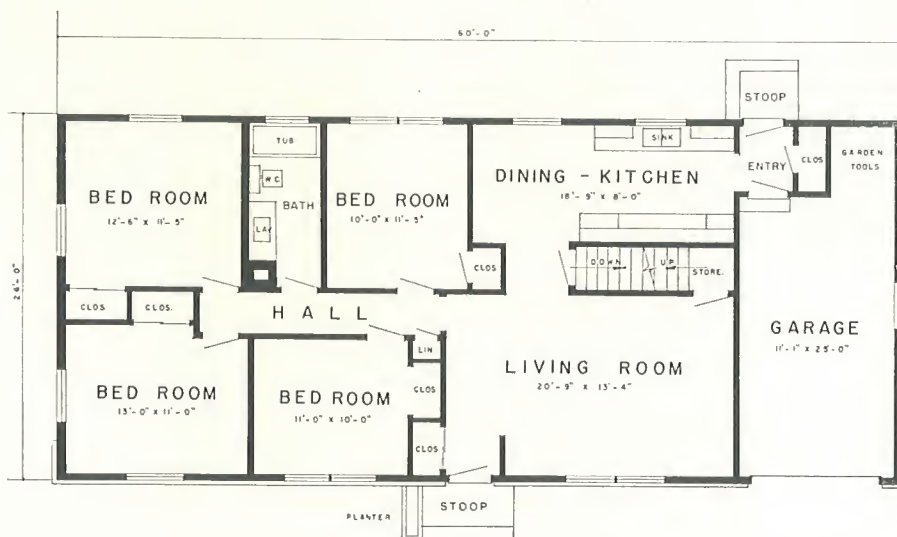 60'-0"
STOOP
TUB
SINK
ENTRY
CLOS
GARDEN
TOOLS
W.C.
BATH
BED ROOM
12'-6" x 11'-5"
BED ROOM
10'-0" x 11'-5"
DINING - KITCHEN
18'-9" x 8'-0"
LAV
26'-0"
CLOS
DOWN
UP
STORE.
CLOS.
CLOS.
HALL
LIN
LIVING ROOM
20'-9" x 13'-4"
GARAGE
11'-1" x 25'-0"
BED ROOM
13'-0" x 11'-0"
BED ROOM
11'-0" x 10'-0"
CLOS
CLOS
PLANTER
STOOP